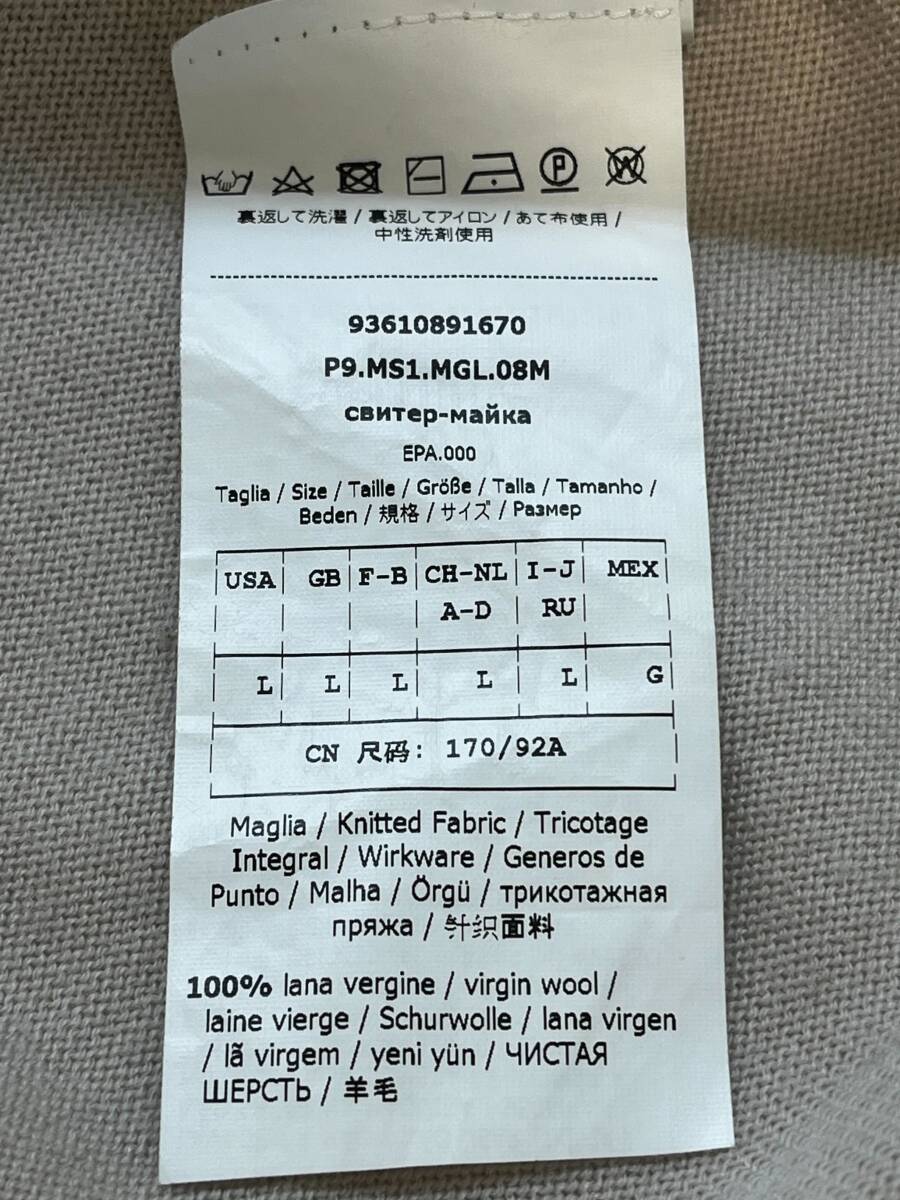 裏返して洗濯 / 裏返してアイロン / あて布使用 /
中性洗剤使用
93610891670
P9.MS1.MGL.08M
свитер-майка
EPA.000
Taglia / Size / Taille / Größe / Talla / Tamanho /
Beden / 規格 / サイズ / Размер
USA GB F-B CH-NL I-J MEX
A-D RU
L L L L L G
CN 尺码: 170/92A
Maglia / Knitted Fabric / Tricotage
Integral / Wirkware / Generos de
Punto / Malha / Örgü / трикотажная
пряжа / 针织面料
100% lana vergine / virgin wool /
laine vierge / Schurwolle / lana virgen
/ lã virgem / yeni yün / ЧИСТАЯ
ШЕРСТЬ / 羊毛